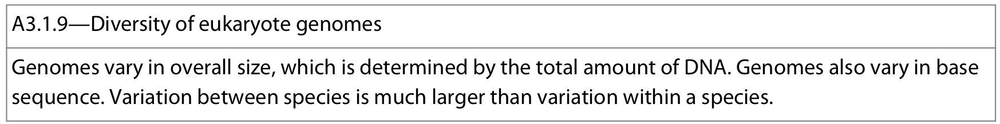 A3.1.9—Diversity of eukaryote genomes
Genomes vary in overall size, which is determined by the total amount of DNA. Genomes also vary in base
sequence. Variation between species is much larger than variation within a species.